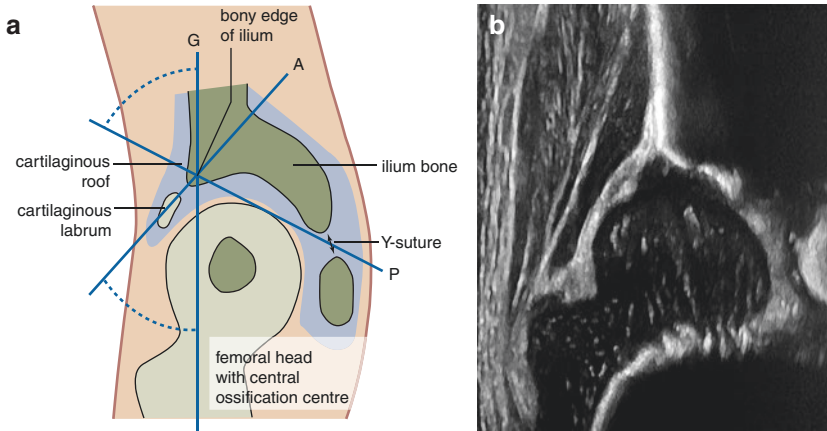 a
G
bony edge
of ilium
A
cartilaginous
roof
ilium bone
cartilaginous
labrum
Y-suture
P
femoral head
with central
ossification centre
b